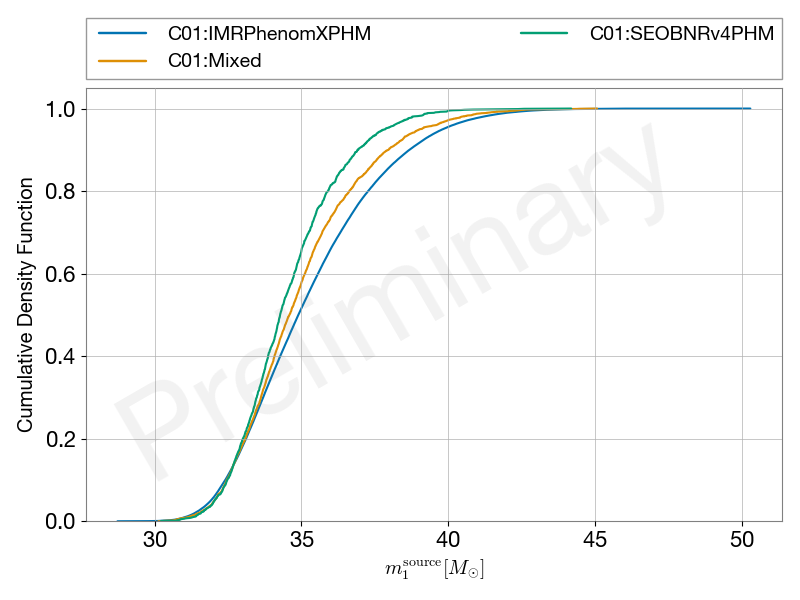 C01:IMRPhenomXPHM
C01:Mixed
C01:SEOBNRv4PHM
1.0
0.8
0.6
0.4
0.2
0.0
Cumulative Density Function
Preliminary
30 35 40 45 50
m₁^source [M⊙]